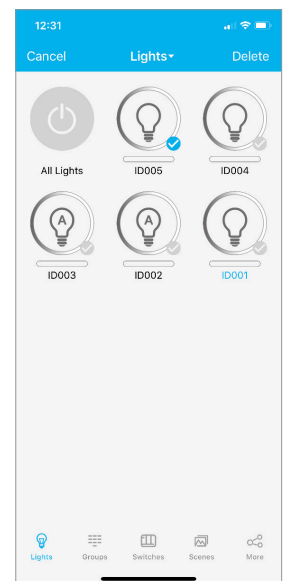 12:31
Cancel Lights Delete
All Lights ID005 ID004
A A
ID003 ID002 ID001
Lights Groups Switches Scenes More